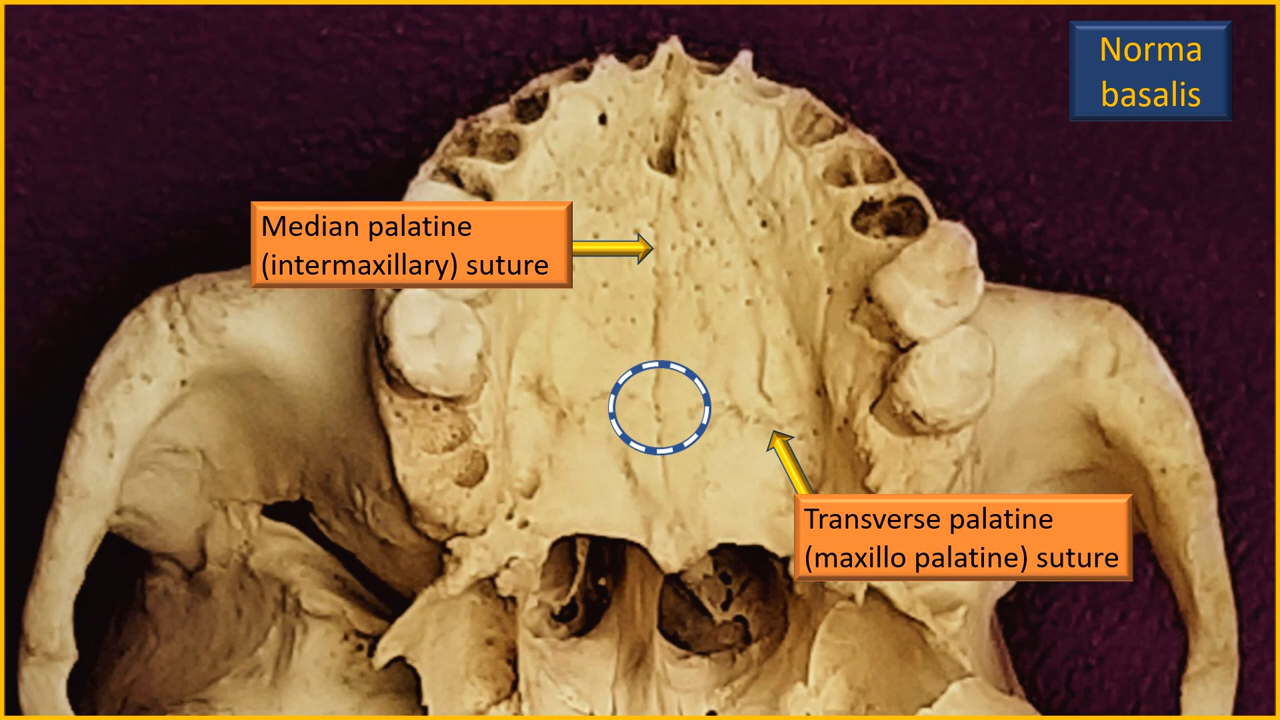 Norma
basalis
Median palatine
(intermaxillary) suture
Transverse palatine
(maxillo palatine) suture